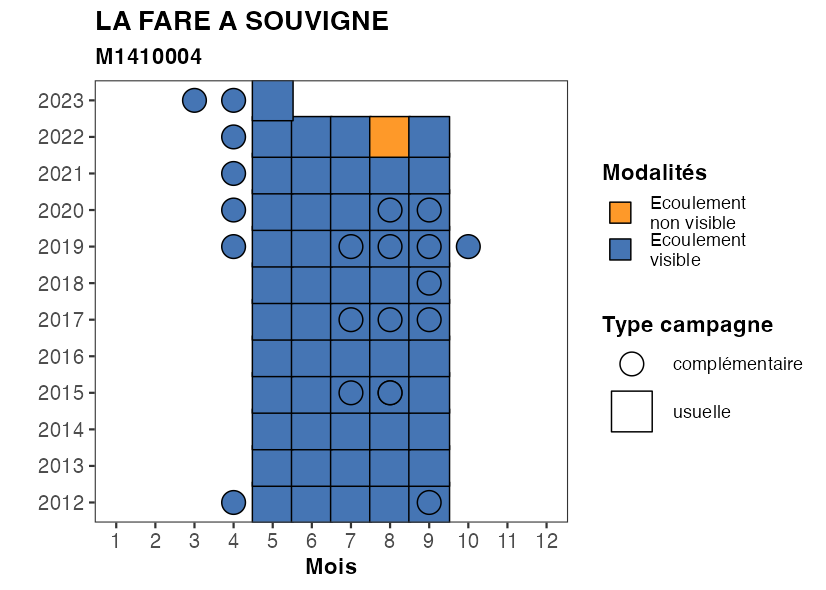 LA FARE A SOUVIGNE
M1410004
2023
2022
2021
2020
2019
2018
2017
2016
2015
2014
2013
2012
1 2 3 4 5 6 7 8 9 10 11 12
Mois
Modalités
Ecoulement
non visible
Ecoulement
visible
Type campagne
complémentaire
usuelle